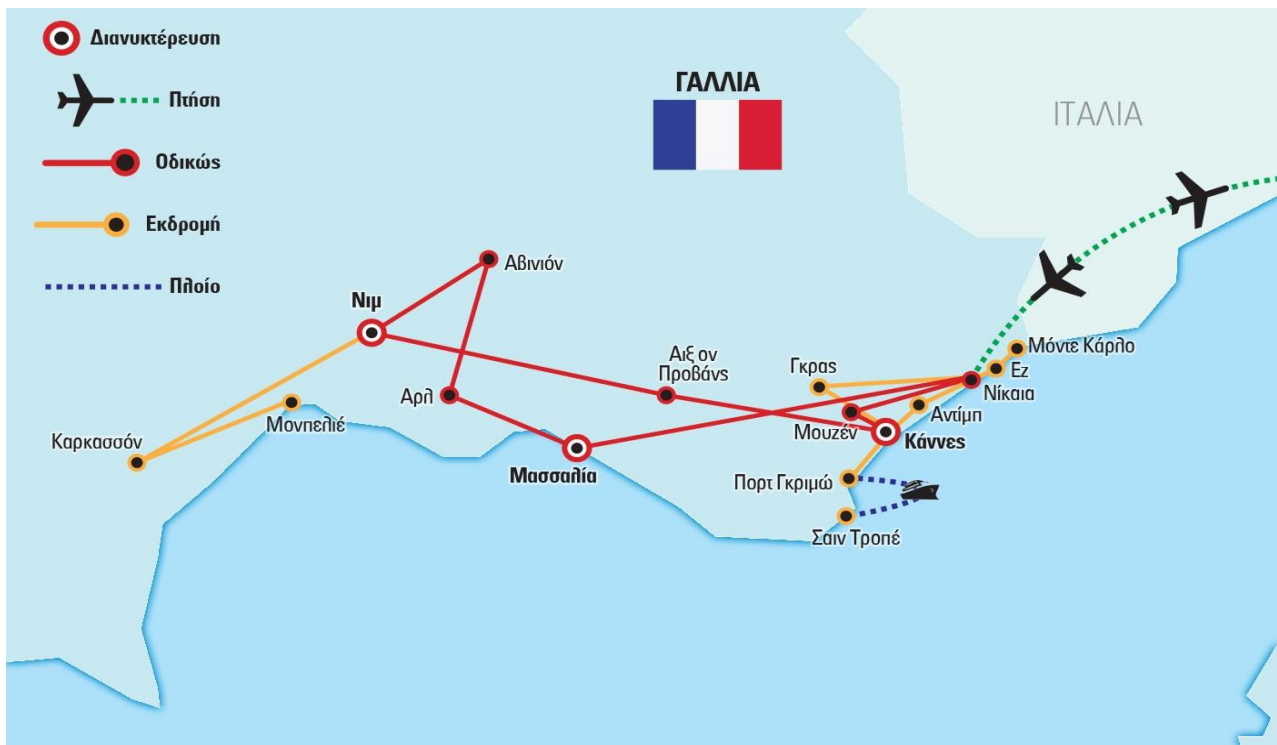 Διανυκτέρευση
Πτήση
Οδικώς
Εκδρομή
Πλοίο
ΓΑΛΛΙΑ
ΙΤΑΛΙΑ
Αβινιόν
Νιμ
Αιξ ον
Προβάνς
Γκρας
Μόντε Κάρλο
Εζ
Νίκαια
Αντίμπ
Αρλ
Μουζέν
Κάννες
Μονπελιέ
Καρκασσόν
Μασσαλία
Πορτ Γκριμώ
Σαιν Τροπέ